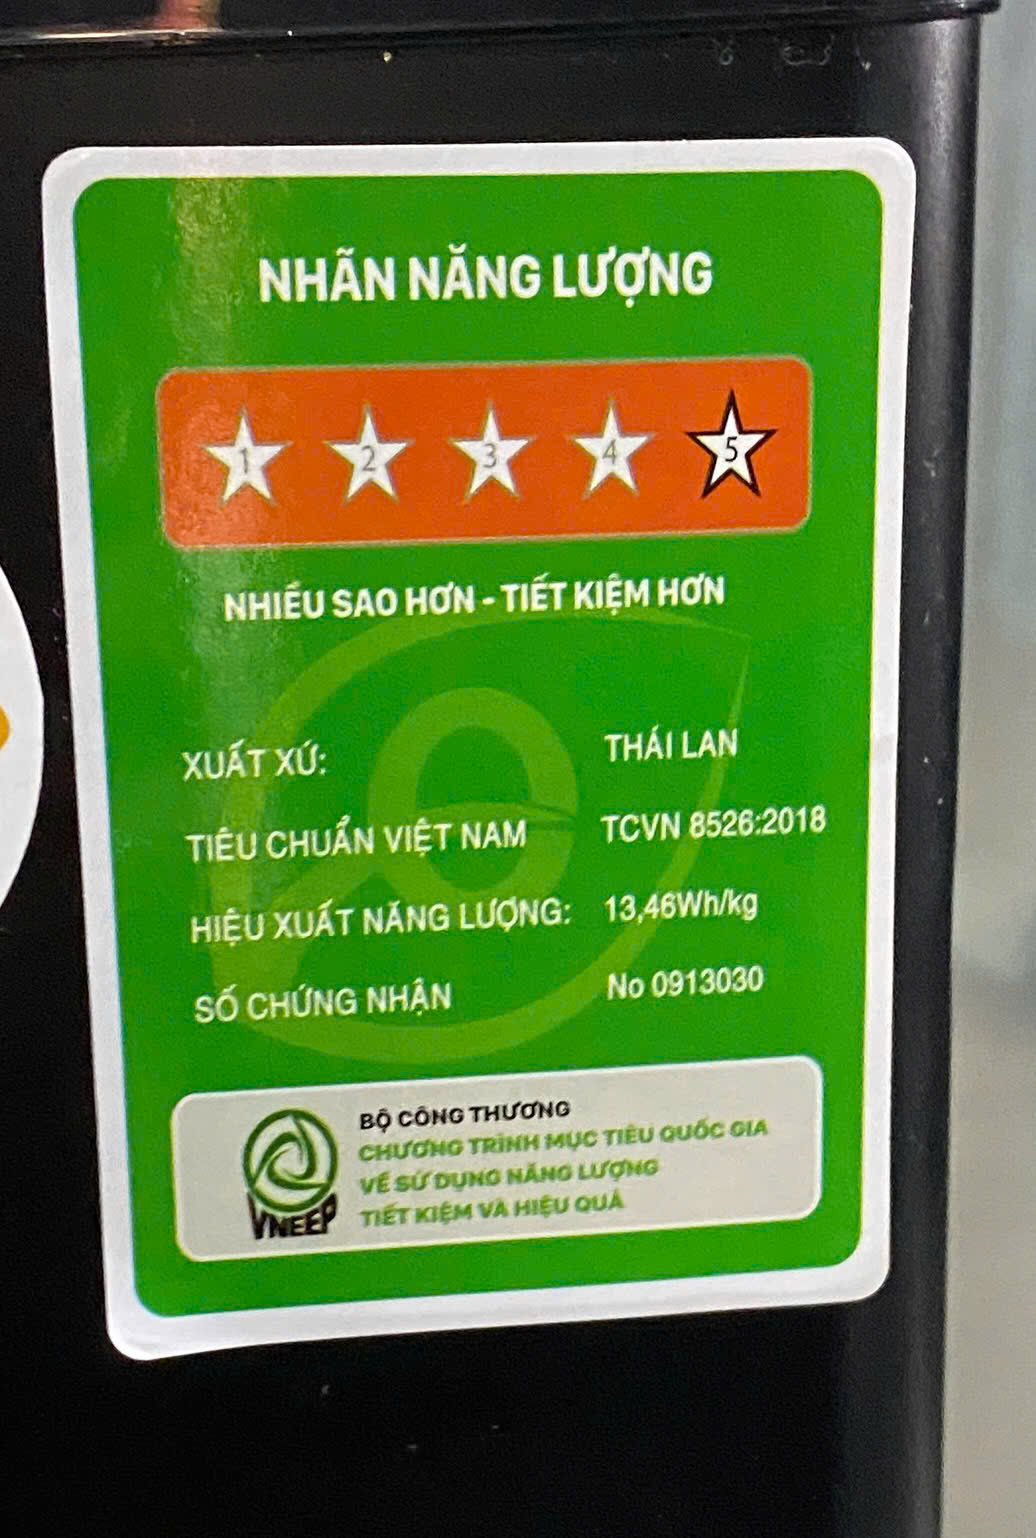 NHÃN NĂNG LƯỢNG
1 2 3 4 5
NHIỀU SAO HƠN - TIẾT KIỆM HƠN
XUẤT XỨ: THÁI LAN
TIÊU CHUẨN VIỆT NAM TCVN 8526:2018
HIỆU XUẤT NĂNG LƯỢNG: 13,46Wh/kg
SỐ CHỨNG NHẬN No 0913030
BỘ CÔNG THƯƠNG
CHƯƠNG TRÌNH MỤC TIÊU QUỐC GIA
VỀ SỬ DỤNG NĂNG LƯỢNG
TIẾT KIỆM VÀ HIỆU QUẢ
VNEEP